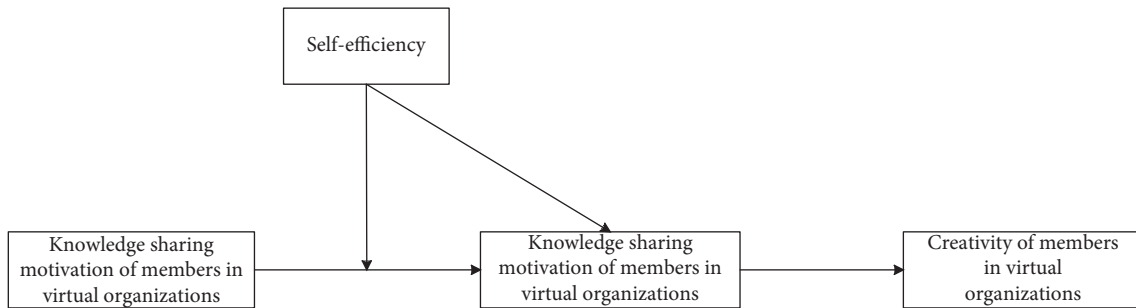 Self-efficiency
Knowledge sharing
motivation of members in
virtual organizations
Knowledge sharing
motivation of members in
virtual organizations
Creativity of members
in virtual
organizations